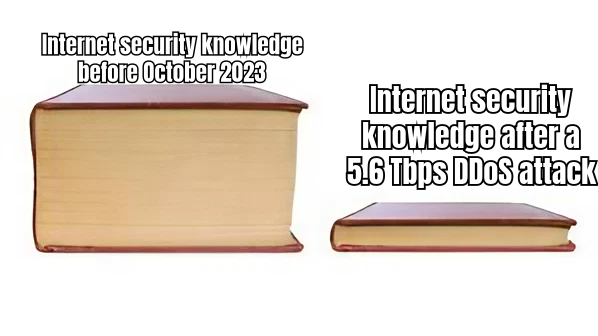 Internet security knowledge
before October 2023
Internet security
knowledge after a
5.6 Tbps DDoS attack